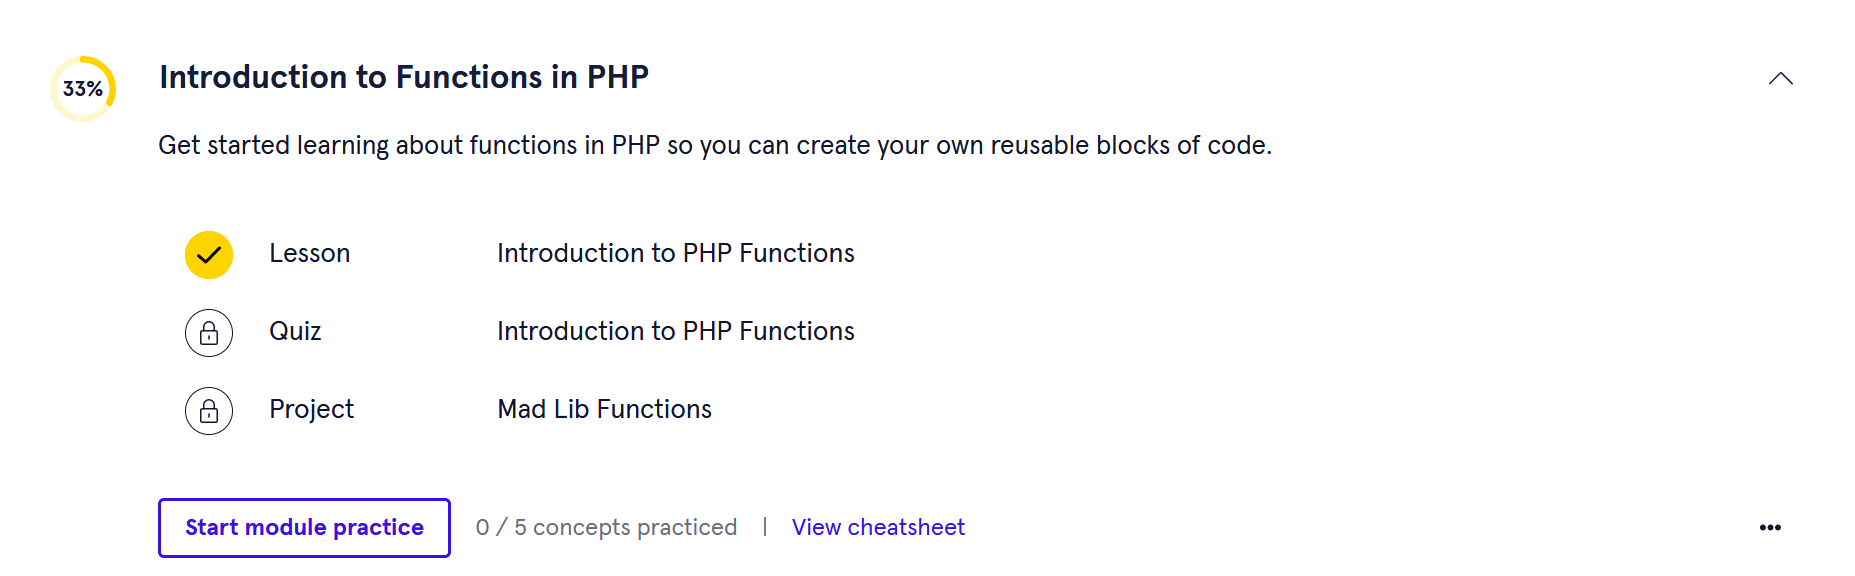 33%
Introduction to Functions in PHP
Get started learning about functions in PHP so you can create your own reusable blocks of code.
Lesson Introduction to PHP Functions
Quiz Introduction to PHP Functions
Project Mad Lib Functions
Start module practice 0 / 5 concepts practiced | View cheatsheet